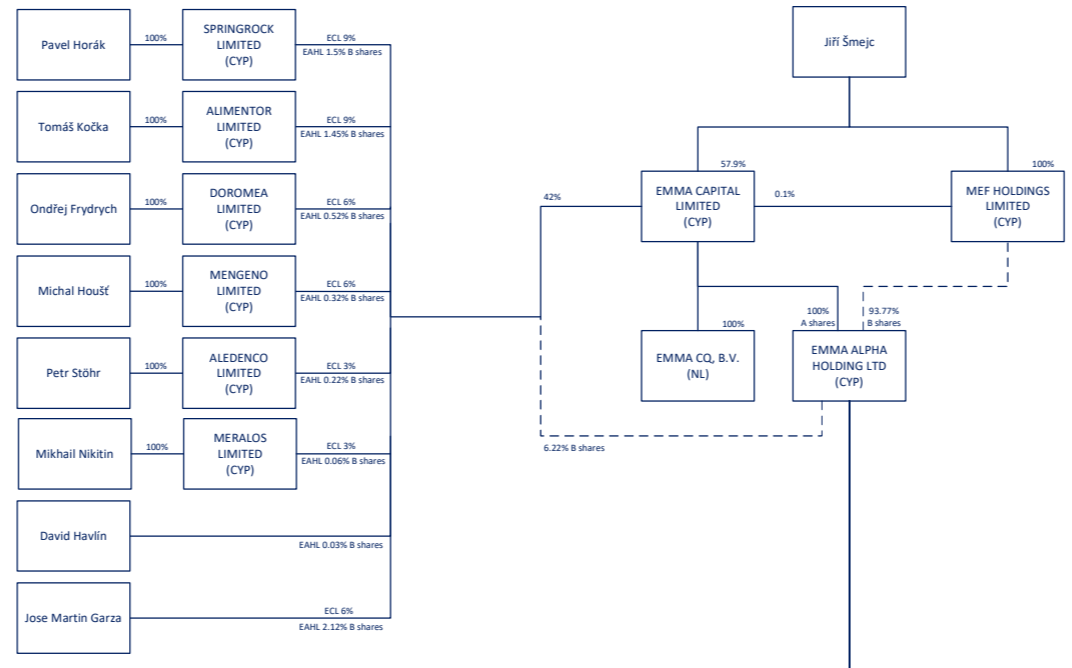 Pavel Horák
100%
SPRINGROCK
LIMITED
(CYP)
ECL 9%
EAHL 1.5% B shares
Tomáš Kočka
100%
ALIMENTOR
LIMITED
(CYP)
ECL 9%
EAHL 1.45% B shares
Ondřej Frydrych
100%
DOROMEA
LIMITED
(CYP)
ECL 6%
EAHL 0.52% B shares
Michal Houšť
100%
MENGENO
LIMITED
(CYP)
ECL 6%
EAHL 0.32% B shares
Petr Stöhr
100%
ALEDENCO
LIMITED
(CYP)
ECL 3%
EAHL 0.22% B shares
Mikhail Nikitin
100%
MERALOS
LIMITED
(CYP)
ECL 3%
EAHL 0.06% B shares
David Havlín
EAHL 0.03% B shares
Jose Martin Garza
ECL 6%
EAHL 2.12% B shares
Jiří Šmejc
57.9%
100%
42%
EMMA CAPITAL
LIMITED
(CYP)
0.1%
MEF HOLDINGS
LIMITED
(CYP)
100%
EMMA CQ, B.V.
(NL)
100%
A shares
93.77%
B shares
EMMA ALPHA
HOLDING LTD
(CYP)
6.22% B shares